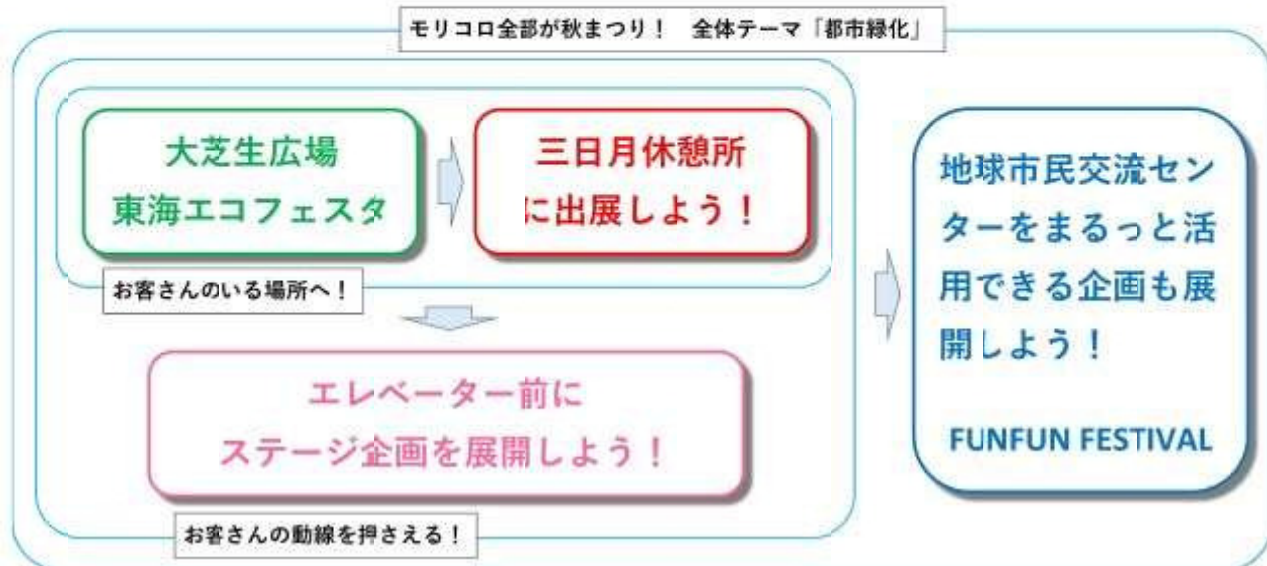 モリコロ全部が秋まつり！　全体テーマ「都市緑化」
大芝生広場
東海エコフェスタ
三日月休憩所
に出展しよう！
お客さんのいる場所へ！
エレベーター前に
ステージ企画を展開しよう！
お客さんの動線を押さえる！
地球市民交流セン
ターをまるっと活
用できる企画も展
開しよう！
FUNFUN FESTIVAL